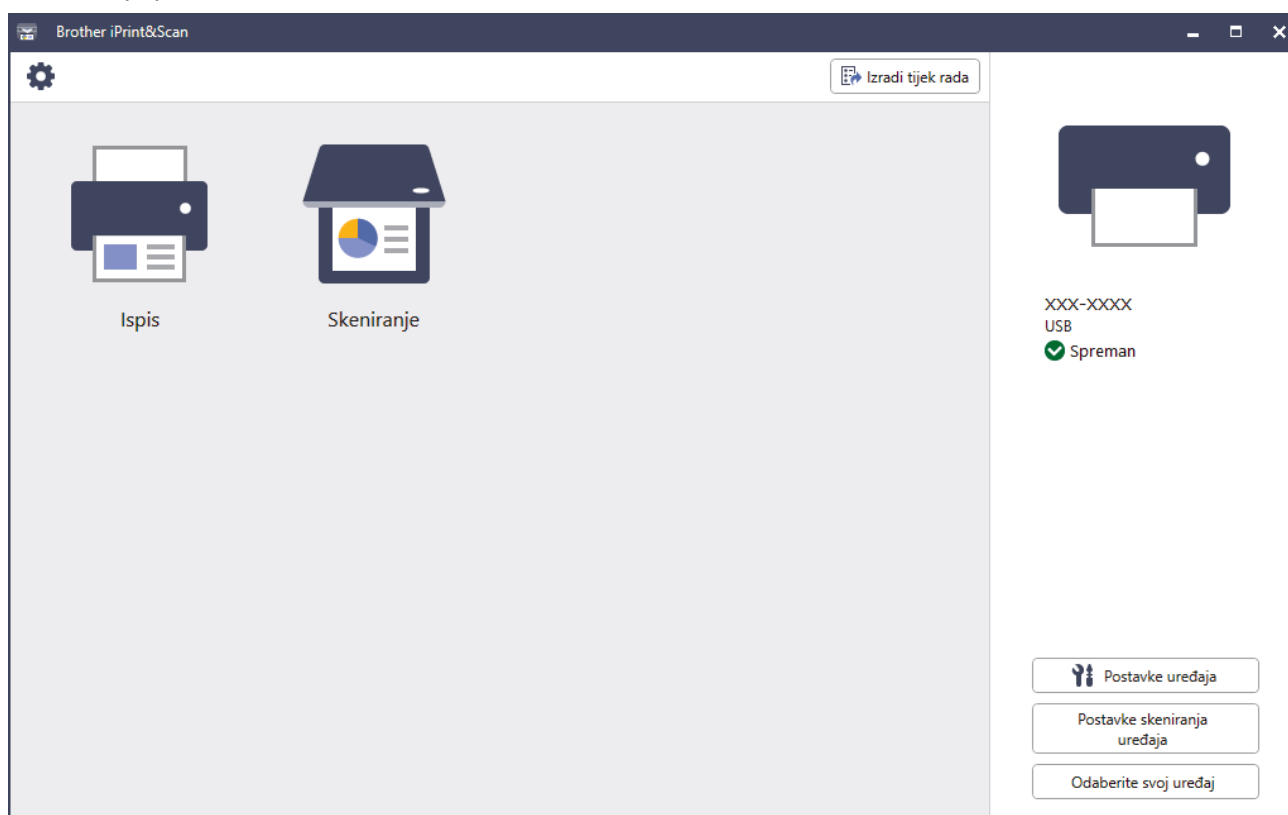 Brother iPrint&Scan
Izradi tijek rada
Ispis
Skeniranje
XXX-XXXX
USB
Spreman
Postavke uređaja
Postavke skeniranja
uređaja
Odaberite svoj uređaj